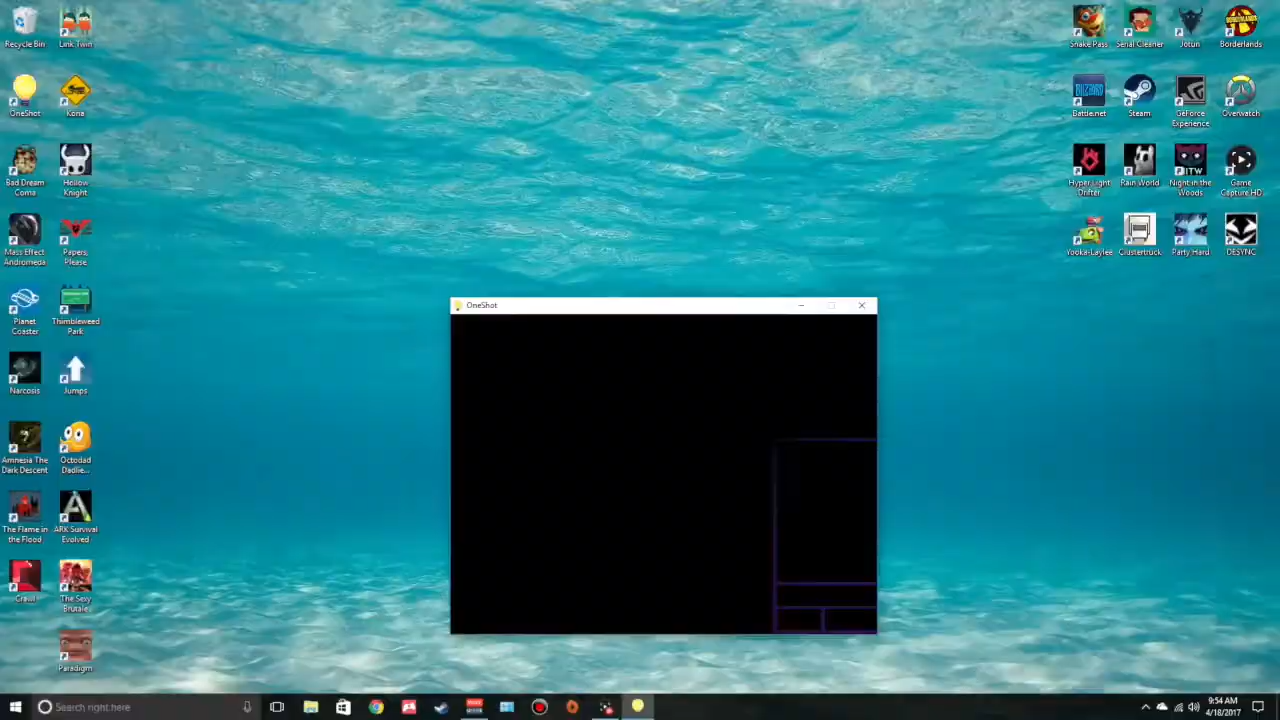 Recycle Bin
Link Twin
OneShot
Kona
Bad Dream
Coma
Hollow
Knight
Mass Effect
Andromeda
Papers,
Please
Planet
Coaster
Thimbleweed
Park
Narcosis
Jumps
Amnesia The
Dark Descent
Octodad
Dadlie...
The Flame in
the Flood
ARK Survival
Evolved
Crawl
The Sexy
Brutale
Paradigm
Snake Pass
Serial Cleaner
Jotun
Borderlands
BLIZZARD
Battle.net
Steam
GeForce
Experience
Overwatch
Hyper Light
Drifter
Rain World
ITW
Night in the
Woods
Game
Capture HD
Yooka-Laylee
Clustertruck
Party Hard
DESYNC
OneShot
Search right here
9:54 AM
4/18/2017